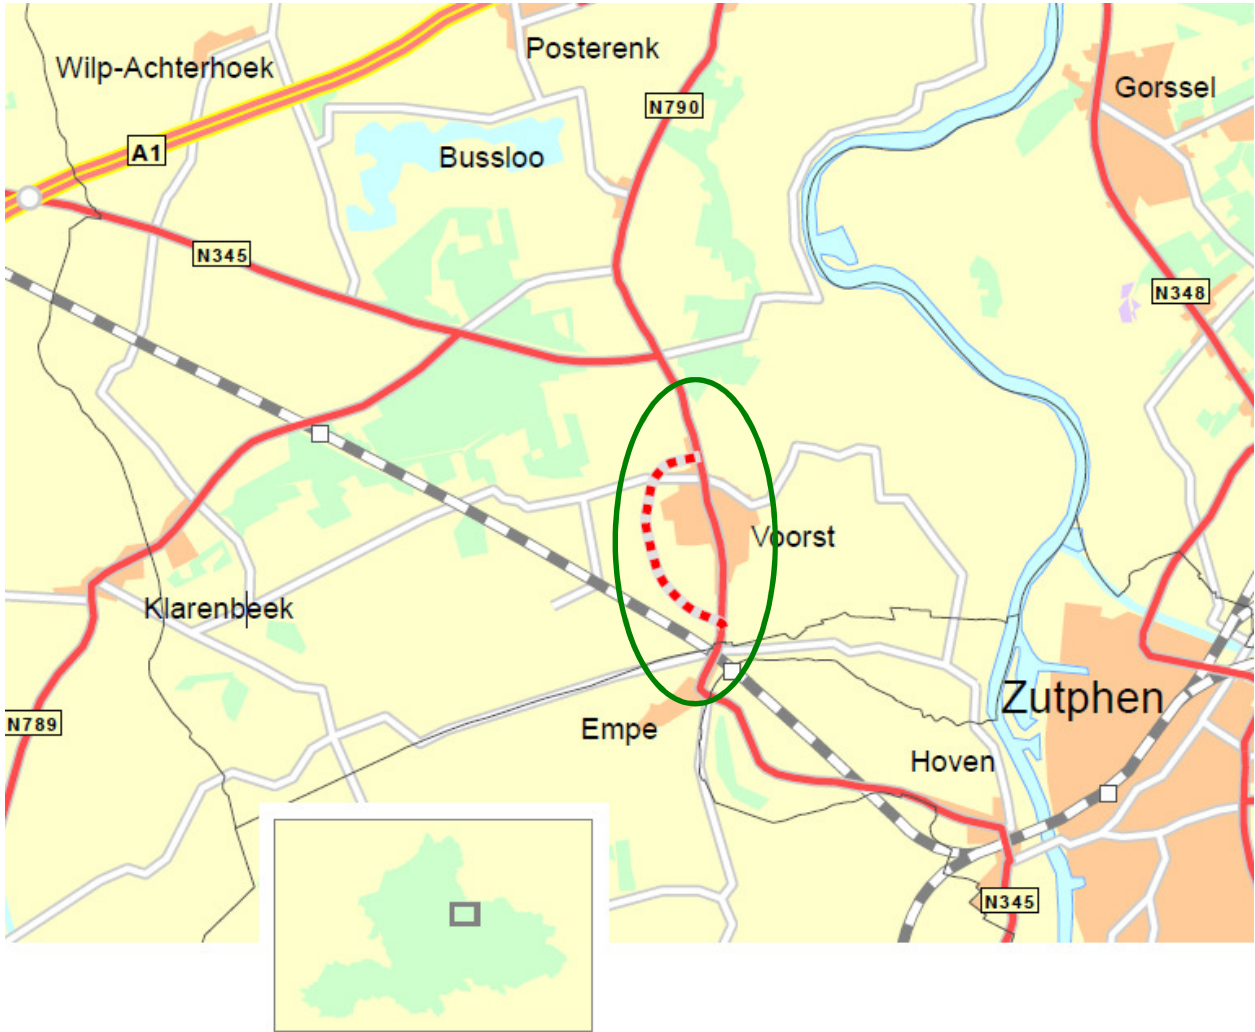 Posterenk
Wilp-Achterhoek
Gorssel
N790
A1
Bussloo
N345
N348
Voorst
Klarenbeek
Zutphen
N789
Empe
Hoven
N345